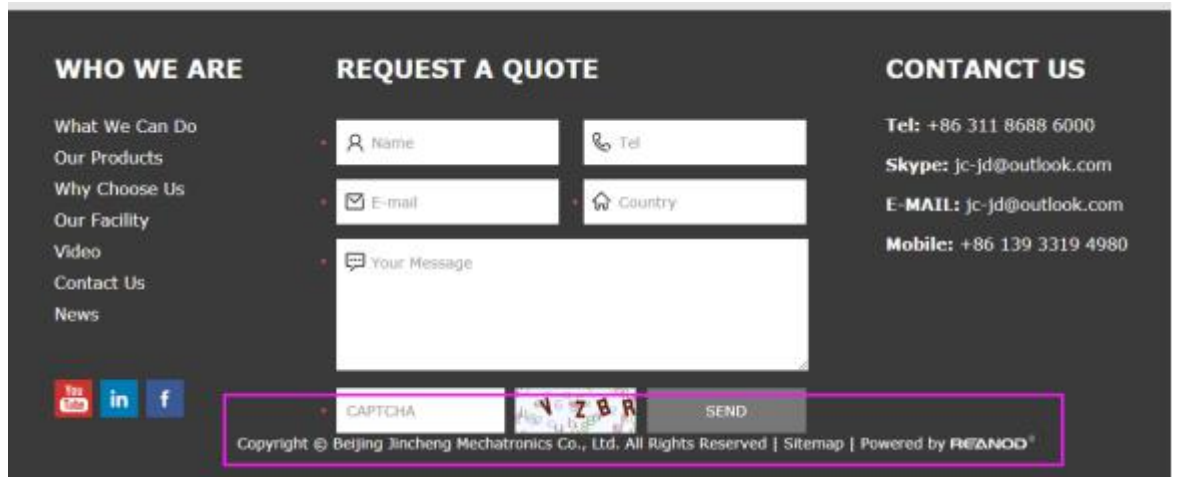 WHO WE ARE
What We Can Do
Our Products
Why Choose Us
Our Facility
Video
Contact Us
News
You
Tube
in
f
REQUEST A QUOTE
* Name
Tel
* E-mail
* Country
* Your Message
* CAPTCHA
V Z B R
SEND
CONTANCT US
Tel: +86 311 8688 6000
Skype: jc-jd@outlook.com
E-MAIL: jc-jd@outlook.com
Mobile: +86 139 3319 4980
Copyright © Beijing Jincheng Mechatronics Co., Ltd. All Rights Reserved | Sitemap | Powered by REANOD®